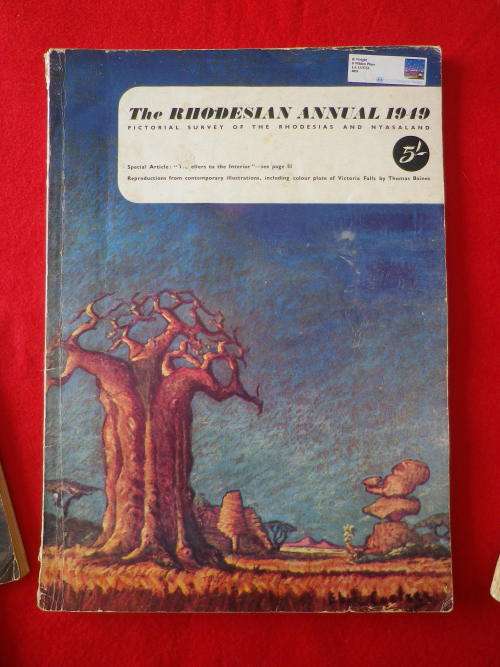 The RHODESIAN ANNUAL 1949
PICTORIAL SURVEY OF THE RHODESIAS AND NYASALAND
5/-
Special Article: "T... ellers to the Interior"—see page 51
Reproductions from contemporary illustrations, including colour plate of Victoria Falls by Thomas Baines